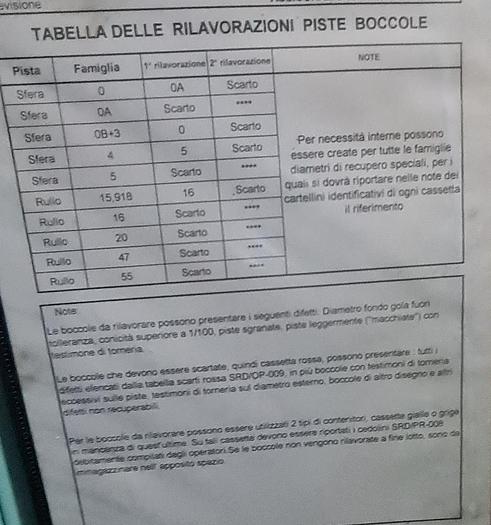 evisione
TABELLA DELLE RILAVORAZIONI PISTE BOCCOLE
Pista Famiglia 1° rilavorazione 2° rilavorazione NOTE
Sfera 0 0A Scarto
Sfera 0A Scarto ****
Sfera 0B+3 0 Scarto
Sfera 4 5 Scarto
Sfera 5 Scarto ****
Rullo 15,918 16 Scarto
Rullo 16 Scarto ****
Rullo 20 Scarto ****
Rullo 47 Scarto ****
Rullo 55 Scarto ****
Per necessità interne possono
essere create per tutte le famiglie
diametri di recupero speciali, per i
quali si dovrà riportare nelle note dei
cartellini identificativi di ogni cassetta
il riferimento
Note:
Le boccole da rilavorare possono presentare i seguenti difetti. Diametro fondo gola fuori
tolleranza, conicità superiore a 1/100, piste sgranate, piste leggermente ("macchiate") con
testimone di torneria.
Le boccole che devono essere scartate, quindi cassetta rossa, possono presentare : tutti i
difetti elencati dalla tabella scarti rossa SRD/OP-009, in più boccole con testimoni di torneria
eccessivi sulle piste, testimoni di torneria sul diametro esterno, boccole di altro disegno e altri
difetti non recuperabili.
Per le boccole da rilavorare possono essere utilizzati 2 tipi di contenitori, cassette gialle o grige
in mancanza di quest'ultime. Su tali cassette devono essere riportati i cedolini SRD/PR-008
debitamente compilati dagli operatori.Se le boccole non vengono rilavorate a fine lotto, sono da
immagazzinare nell' apposito spazio.